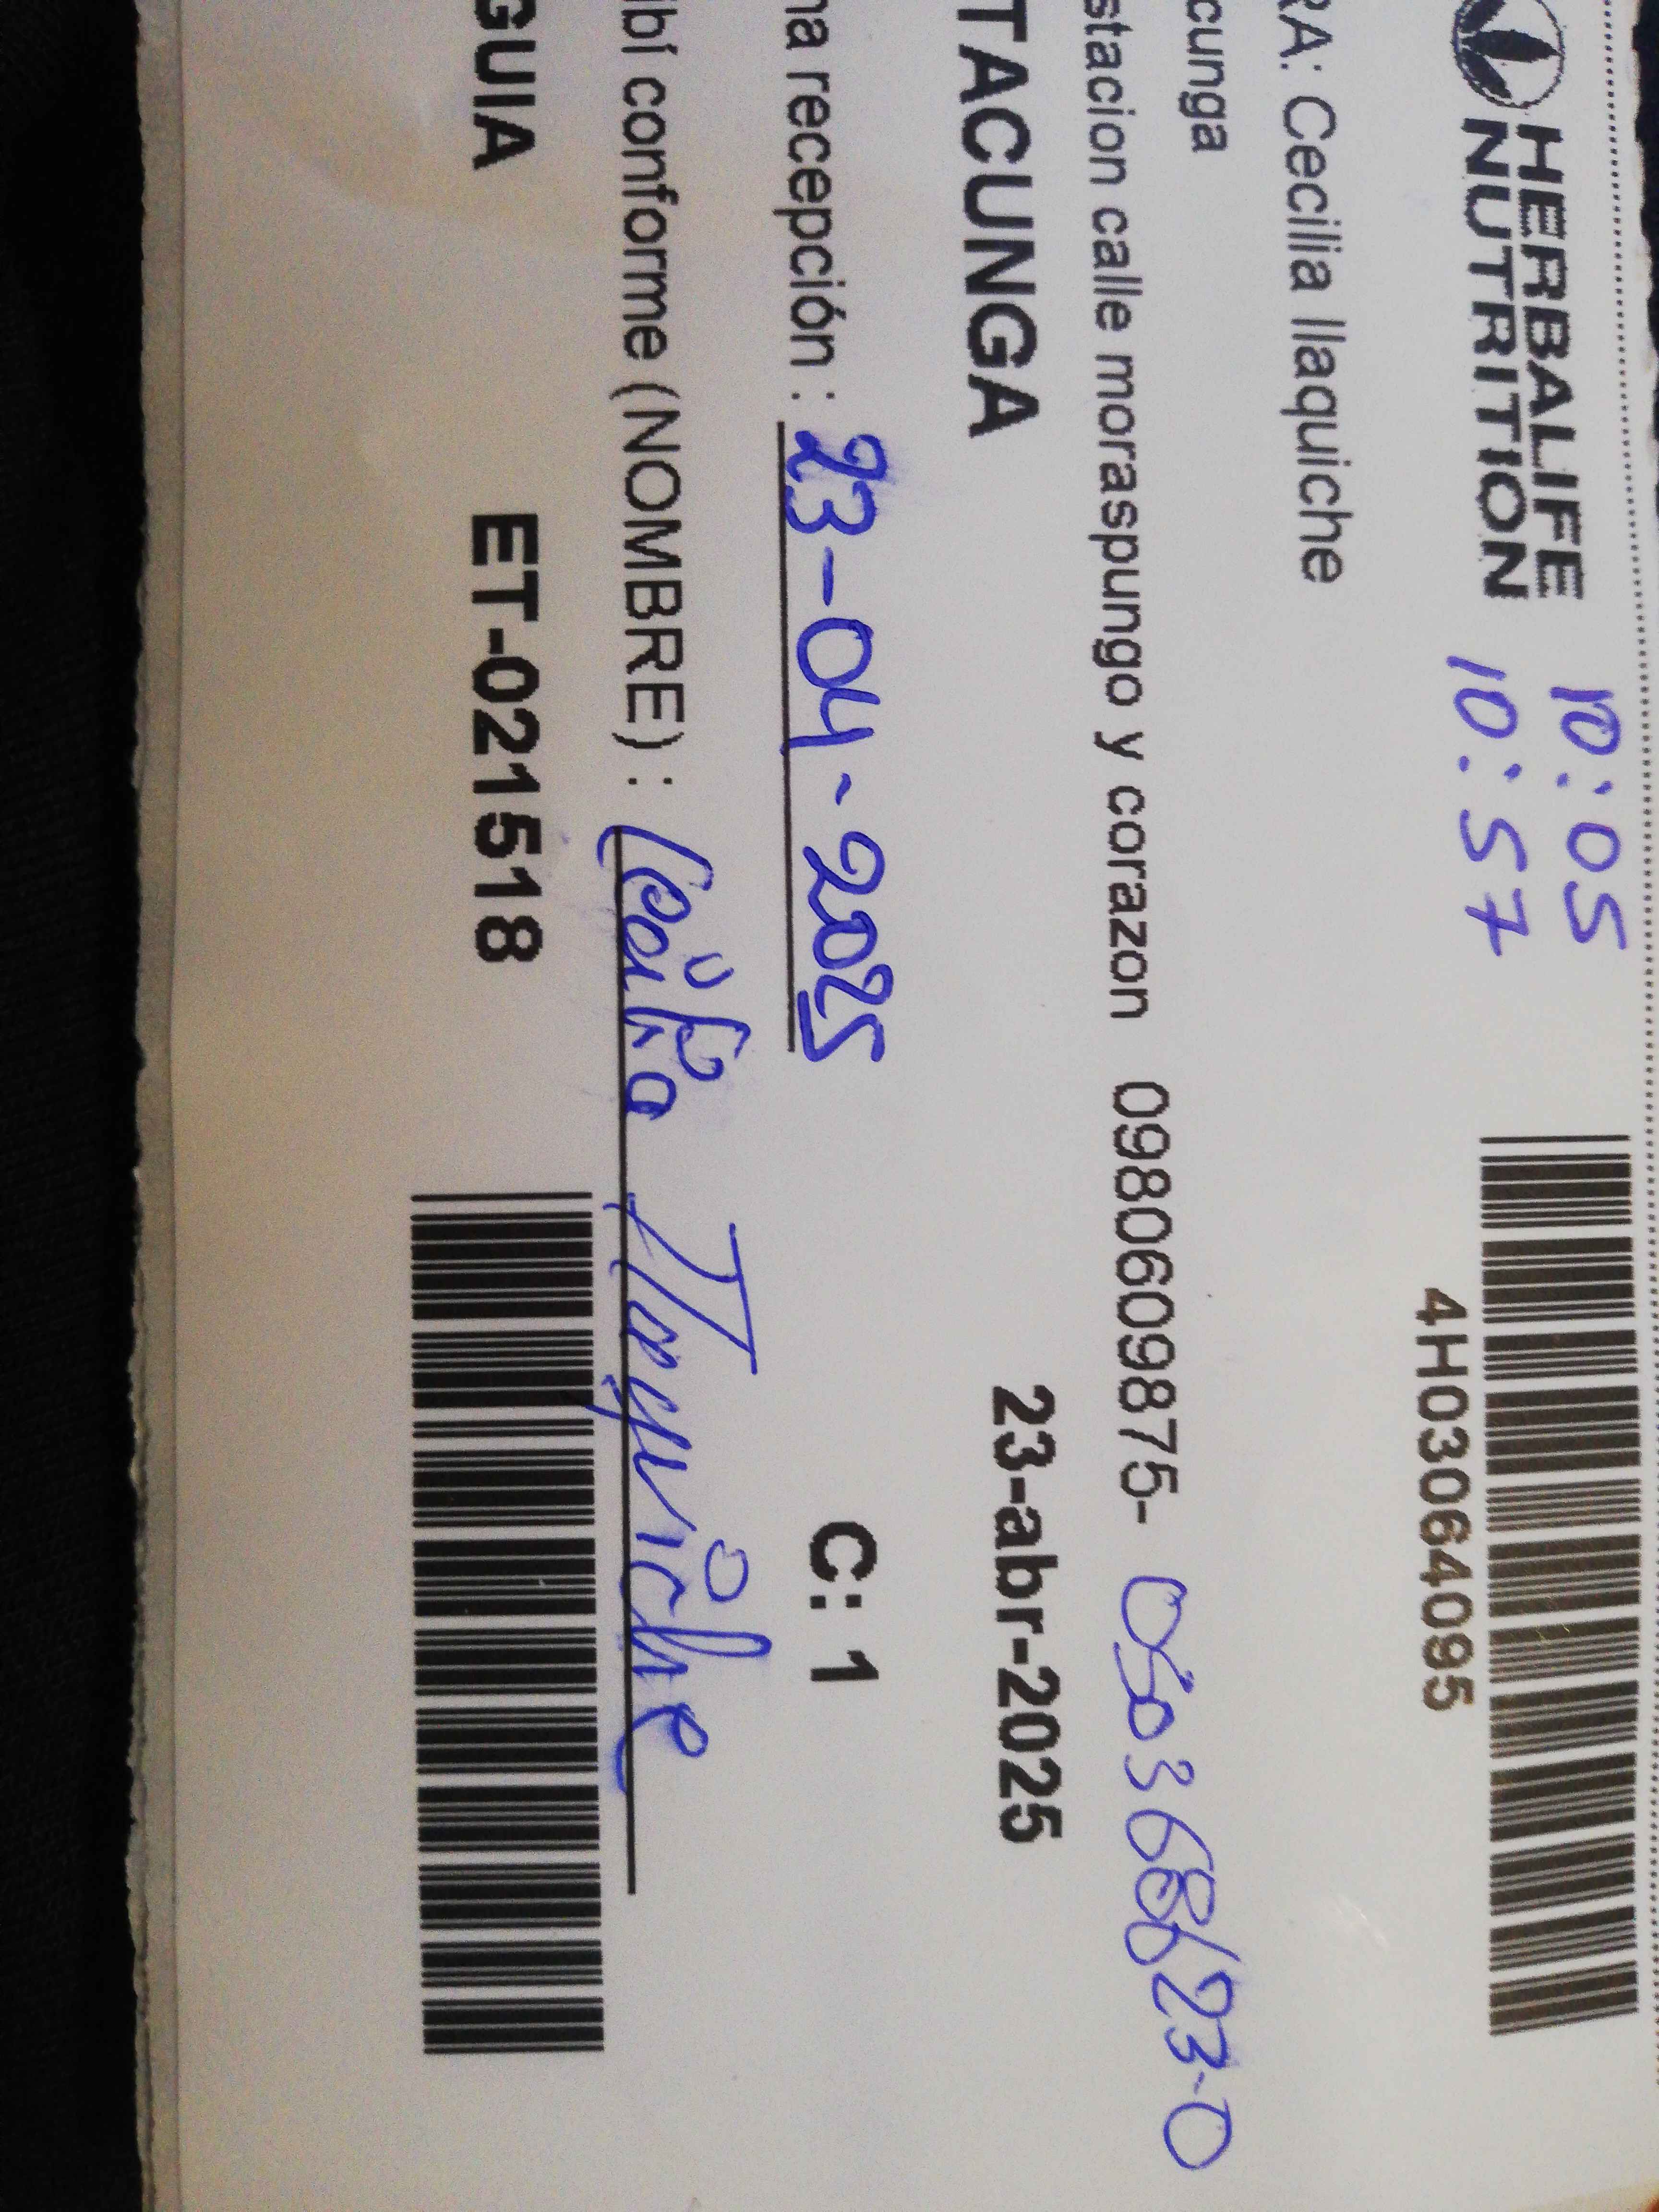 HERBALIFE
NUTRITION
10:05
10:57
4H03064095
RA: Cecilia llaquiche
cunga
stacion calle moraspungo y corazon 0980609875-
TACUNGA 23-abr-2025
na recepción : 23-04-2025 C: 1
ibí conforme (NOMBRE) : Cecilia Llaquiche
GUIA ET-021518